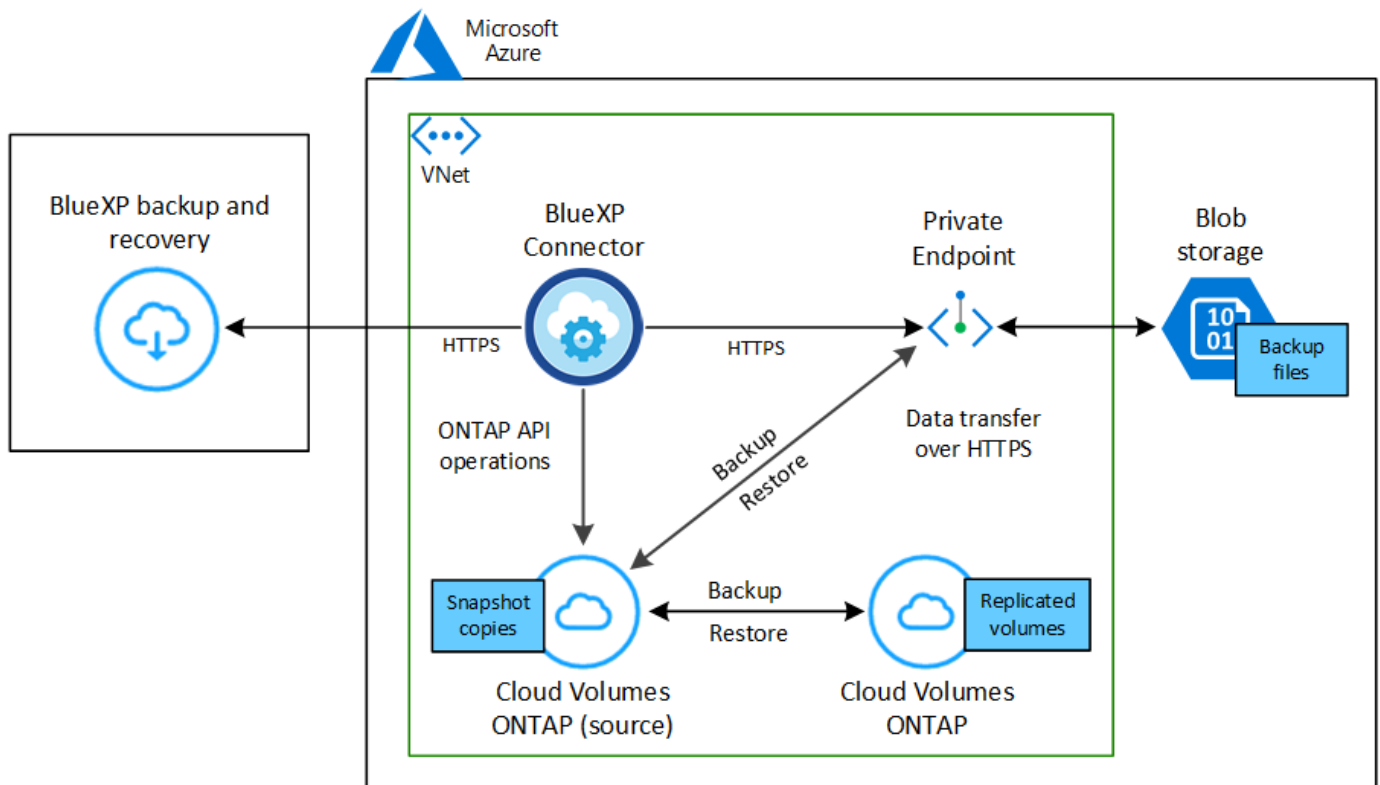 Microsoft
Azure
VNet
BlueXP backup and
recovery
BlueXP
Connector
Private
Endpoint
Blob
storage
10
01
Backup
files
HTTPS
HTTPS
ONTAP API
operations
Data transfer
over HTTPS
Backup
Restore
Snapshot
copies
Backup
Restore
Replicated
volumes
Cloud Volumes
ONTAP (source)
Cloud Volumes
ONTAP